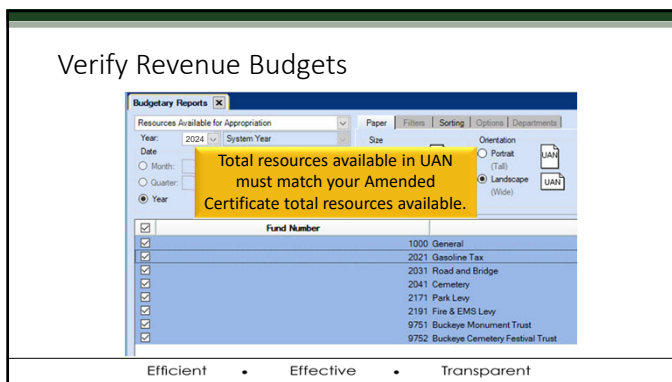 Verify Revenue Budgets
Budgetary Reports X
Resources Available for Appropriation
Paper Filters Sorting Options Departments
Year: 2024 System Year
Size
Orientation
Date
Month:
Portrait
(Tall)
UAN
Quarter:
Landscape
(Wide)
UAN
Year
Total resources available in UAN
must match your Amended
Certificate total resources available.
Fund Number
1000 General
2021 Gasoline Tax
2031 Road and Bridge
2041 Cemetery
2171 Park Levy
2191 Fire & EMS Levy
9751 Buckeye Monument Trust
9752 Buckeye Cemetery Festival Trust
Efficient • Effective • Transparent